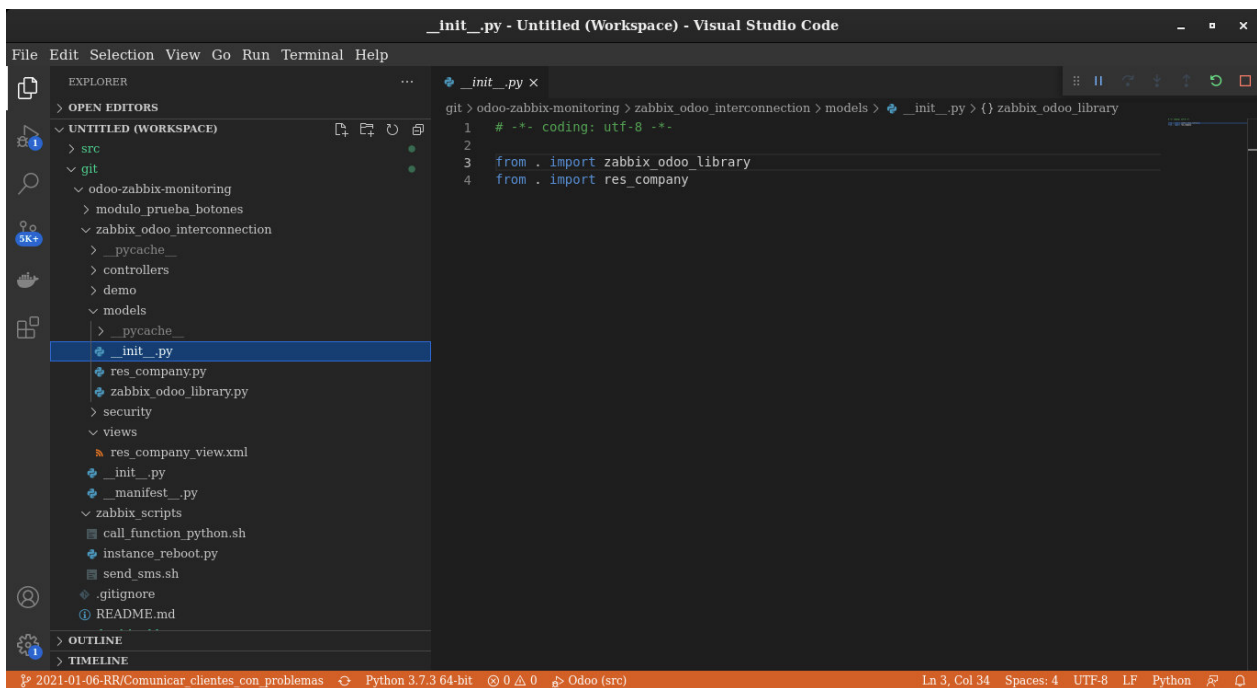 __init__.py - Untitled (Workspace) - Visual Studio Code
File Edit Selection View Go Run Terminal Help
EXPLORER
OPEN EDITORS
UNTITLED (WORKSPACE)
src
git
odoo-zabbix-monitoring
modulo_prueba_botones
zabbix_odoo_interconnection
__pycache__
controllers
demo
models
__pycache__
__init__.py
res_company.py
zabbix_odoo_library.py
security
views
res_company_view.xml
__init__.py
__manifest__.py
zabbix_scripts
call_function_python.sh
instance_reboot.py
send_sms.sh
.gitignore
README.md
OUTLINE
TIMELINE
1
5K+
1
__init__.py
git > odoo-zabbix-monitoring > zabbix_odoo_interconnection > models > __init__.py > {} zabbix_odoo_library
1 # -*- coding: utf-8 -*-
2
3 from . import zabbix_odoo_library
4 from . import res_company
2021-01-06-RR/Comunicar_clientes_con_problemas Python 3.7.3 64-bit 0 0 Odoo (src) Ln 3, Col 34 Spaces: 4 UTF-8 LF Python